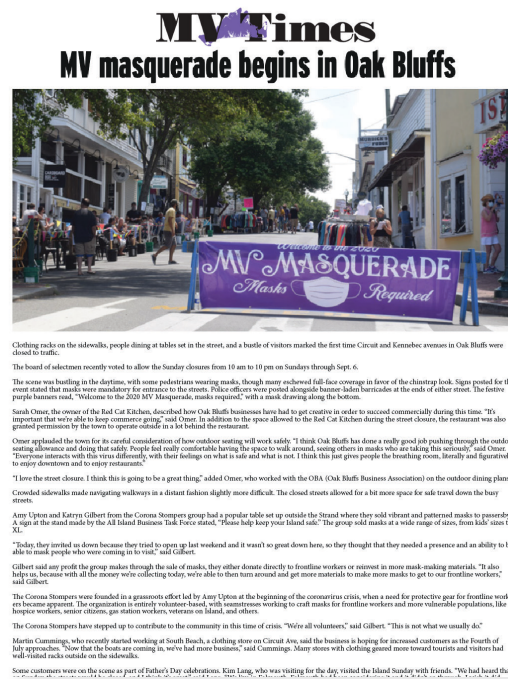 MV Times
MV masquerade begins in Oak Bluffs
Welcome to the 2020
MV MASQUERADE
Masks Required
Clothing racks on the sidewalks, people dining at tables set in the street, and a bustle of visitors marked the first time Circuit and Kennebec avenues in Oak Bluffs were
closed to traffic.
The board of selectmen recently voted to allow the Sunday closures from 10 am to 10 pm on Sundays through Sept. 6.
The scene was bustling in the daytime, with some pedestrians wearing masks, though many eschewed full-face coverage in favor of the chinstrap look. Signs posted for t
event stated that masks were mandatory for entrance to the streets. Police officers were posted alongside banner-laden barricades at the ends of either street. The festive
purple banners read, “Welcome to the 2020 MV Masquerade, masks required,” with a mask drawing along the bottom.
Sarah Omer, the owner of the Red Cat Kitchen, described how Oak Bluffs businesses have had to get creative in order to succeed commercially during this time. “It’s
important that we’re able to keep commerce going,” said Omer. In addition to the space allowed to the Red Cat Kitchen during the street closure, the restaurant was also
granted permission by the town to operate outside in a lot behind the restaurant.
Omer applauded the town for its careful consideration of how outdoor seating will work safely. “I think Oak Bluffs has done a really good job pushing through the outdo
seating allowance and doing that safely. People feel really comfortable having the space to walk around, seeing others in masks who are taking this seriously,” said Omer.
“Everyone interacts with this virus differently, with their feelings on what is safe and what is not. I think this just gives people the breathing room, literally and figurativel
to enjoy downtown and to enjoy restaurants.”
“I love the street closure. I think this is going to be a great thing,” added Omer, who worked with the OBA (Oak Bluffs Business Association) on the outdoor dining plans
Crowded sidewalks made navigating walkways in a distant fashion slightly more difficult. The closed streets allowed for a bit more space for safe travel down the busy
streets.
Amy Upton and Katryn Gilbert from the Corona Stompers group had a popular table set up outside the Strand where they sold vibrant and patterned masks to passersby
A sign at the stand made by the All Island Business Task Force stated, “Please help keep your Island safe.” The group sold masks at a wide range of sizes, from kids’ sizes t
XL.
“Today, they invited us down because they tried to open up last weekend and it wasn’t so great down here, so they thought that they needed a presence and an ability to b
able to mask people who were coming in to visit,” said Gilbert.
Gilbert said any profit the group makes through the sale of masks, they either donate directly to frontline workers or reinvest in more mask-making materials. “It also
helps us, because with all the money we’re collecting today, we’re able to then turn around and get more materials to make more masks to get to our frontline workers,”
said Gilbert.
The Corona Stompers were founded in a grassroots effort led by Amy Upton at the beginning of the coronavirus crisis, when a need for protective gear for frontline work
ers became apparent. The organization is entirely volunteer-based, with seamstresses working to craft masks for frontline workers and more vulnerable populations, like
hospice workers, senior citizens, gas station workers, veterans on Island, and others.
The Corona Stompers have stepped up to contribute to the community in this time of crisis. “We’re all volunteers,” said Gilbert. “This is not what we usually do.”
Martin Cummings, who recently started working at South Beach, a clothing store on Circuit Ave, said the business is hoping for increased customers as the Fourth of
July approaches. “Now that the boats are coming in, we’ve had more business,” said Cummings. Many stores with clothing geared more toward tourists and visitors had
well-visited racks outside on the sidewalks.
Some customers were on the scene as part of Father’s Day celebrations. Kim Lang, who was visiting for the day, visited the Island Sunday with friends. “We had heard tha